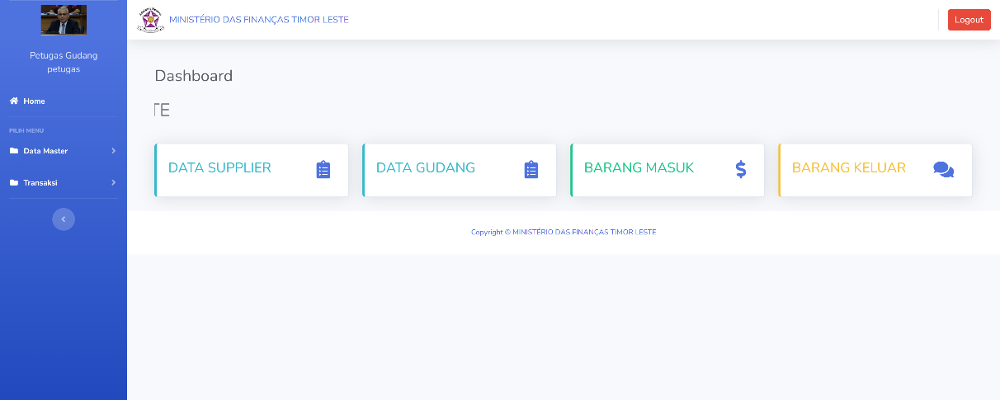 Petugas Gudang
petugas
Home
PILIH MENU
Data Master
Transaksi
MINISTÉRIO DAS FINANÇAS TIMOR LESTE
Logout
Dashboard
TE
DATA SUPPLIER
DATA GUDANG
BARANG MASUK
BARANG KELUAR
Copyright © MINISTÉRIO DAS FINANÇAS TIMOR LESTE